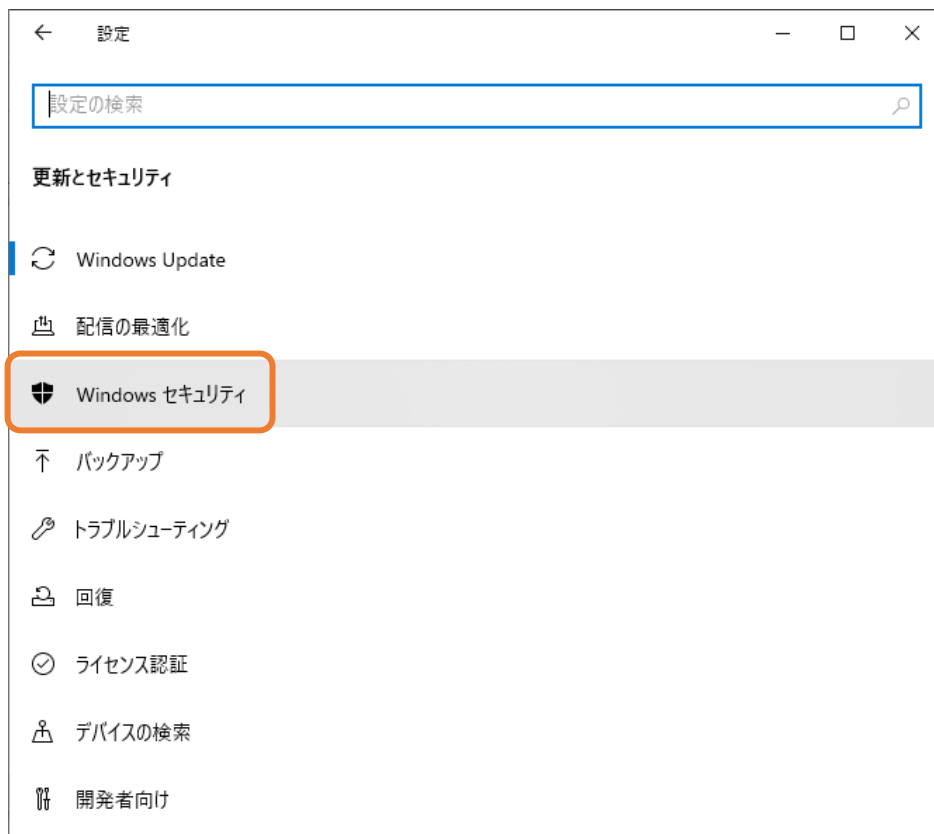 設定
設定の検索
更新とセキュリティ
Windows Update
配信の最適化
Windows セキュリティ
バックアップ
トラブルシューティング
回復
ライセンス認証
デバイスの検索
開発者向け